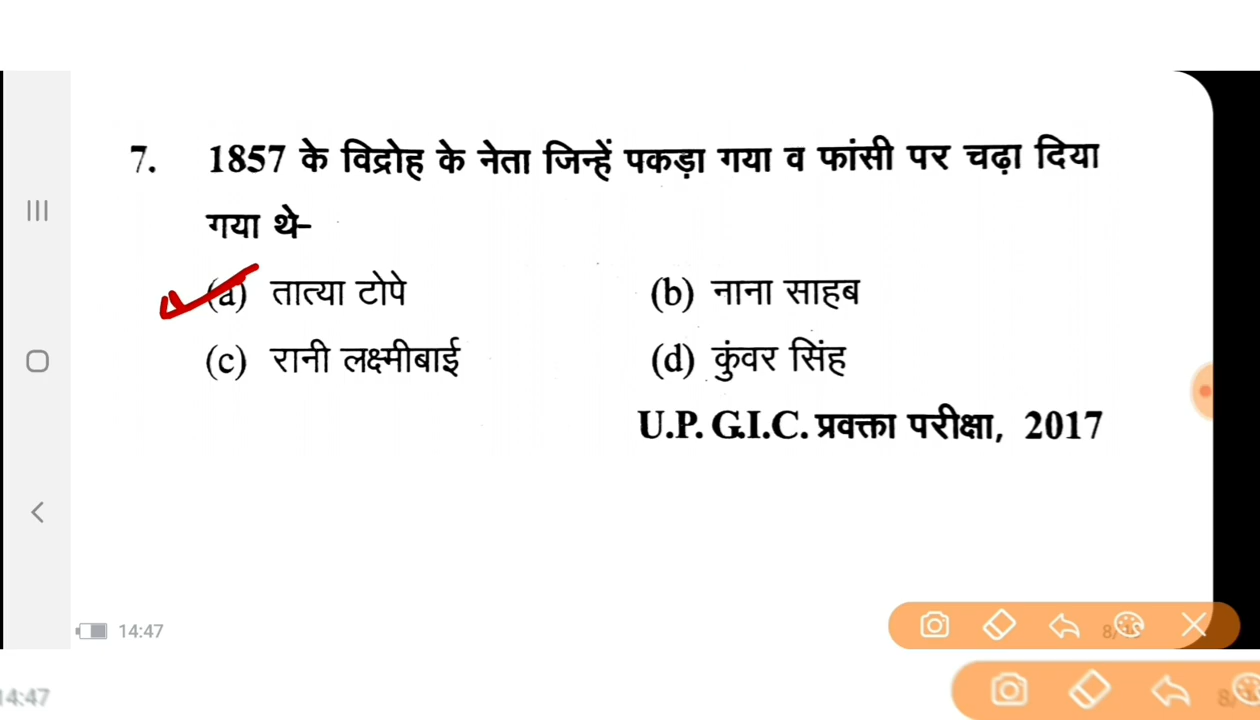 7. 1857 के विद्रोह के नेता जिन्हें पकड़ा गया व फांसी पर चढ़ा दिया
गया थे-
(a) तात्या टोपे (b) नाना साहब
(c) रानी लक्ष्मीबाई (d) कुंवर सिंह
U.P. G.I.C. प्रवक्ता परीक्षा, 2017
14:47
14:47